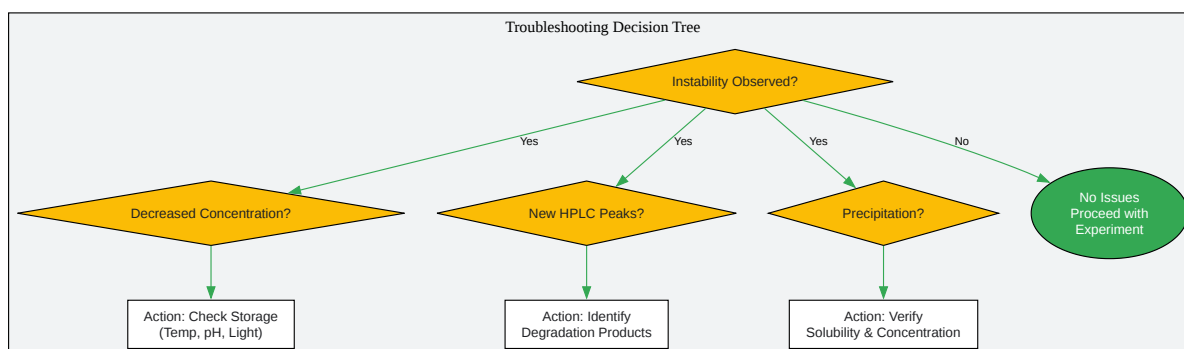 Troubleshooting Decision Tree
Instability Observed?
Yes
Yes
Yes
No
Decreased Concentration?
New HPLC Peaks?
Precipitation?
No Issues
Proceed with
Experiment
Action: Check Storage
(Temp, pH, Light)
Action: Identify
Degradation Products
Action: Verify
Solubility & Concentration